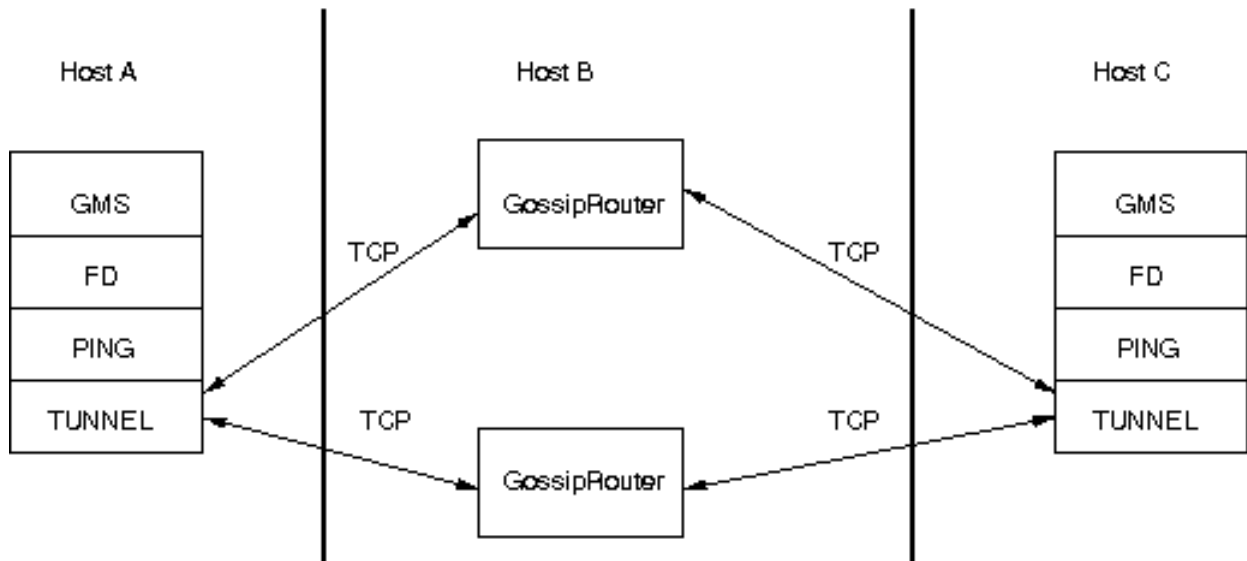 Host A
Host B
Host C
GMS
FD
PING
TUNNEL
TCP
TCP
GossipRouter
GossipRouter
TCP
TCP
GMS
FD
PING
TUNNEL